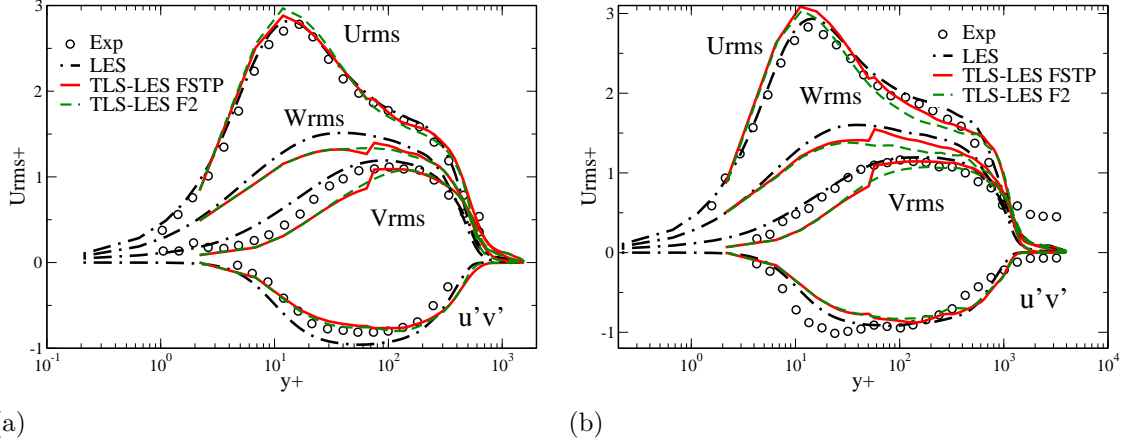 3
2
1
0
-1
Urms+
Exp
LES
TLS-LES FSTP
TLS-LES F2
Urms
Wrms
Vrms
u'v'
10^-1
10^0
10^1
10^2
10^3
y+
(a)
3
2
1
0
-1
Urms+
Exp
LES
TLS-LES FSTP
TLS-LES F2
Urms
Wrms
Vrms
u'v'
10^0
10^1
10^2
10^3
10^4
y+
(b)